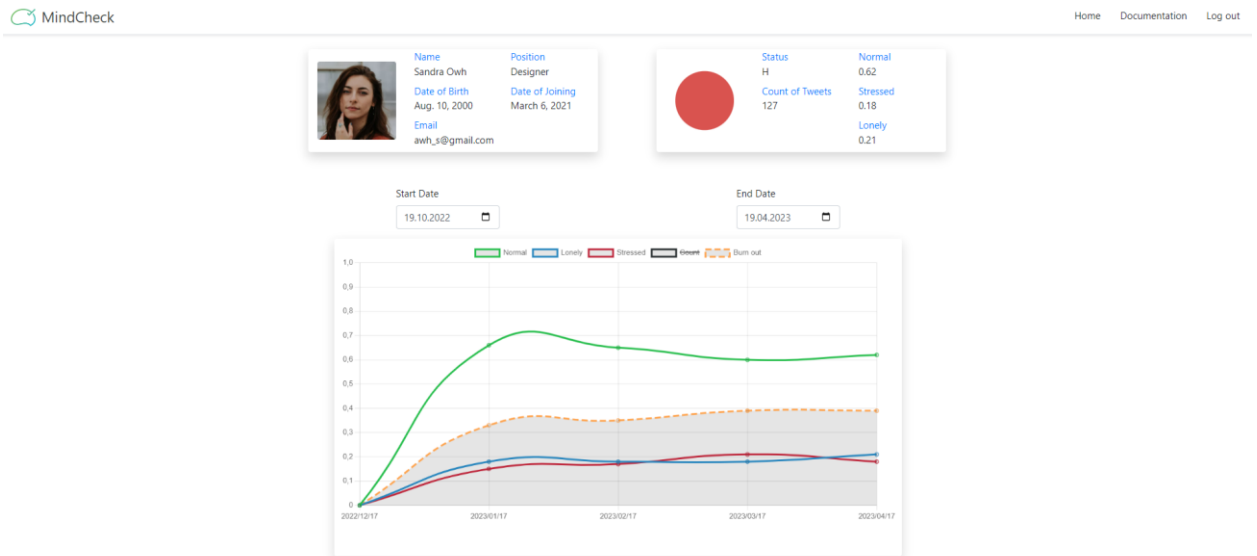 MindCheck
Home Documentation Log out
Name Position
Sandra Owh Designer
Date of Birth Date of Joining
Aug. 10, 2000 March 6, 2021
Email
awh_s@gmail.com
Status Normal
H 0.62
Count of Tweets Stressed
127 0.18
Lonely
0.21
Start Date End Date
19.10.2022 19.04.2023
Normal Lonely Stressed Count Burn out
1,0
0,9
0,8
0,7
0,6
0,5
0,4
0,3
0,2
0,1
0
2022/12/17 2023/01/17 2023/02/17 2023/03/17 2023/04/17